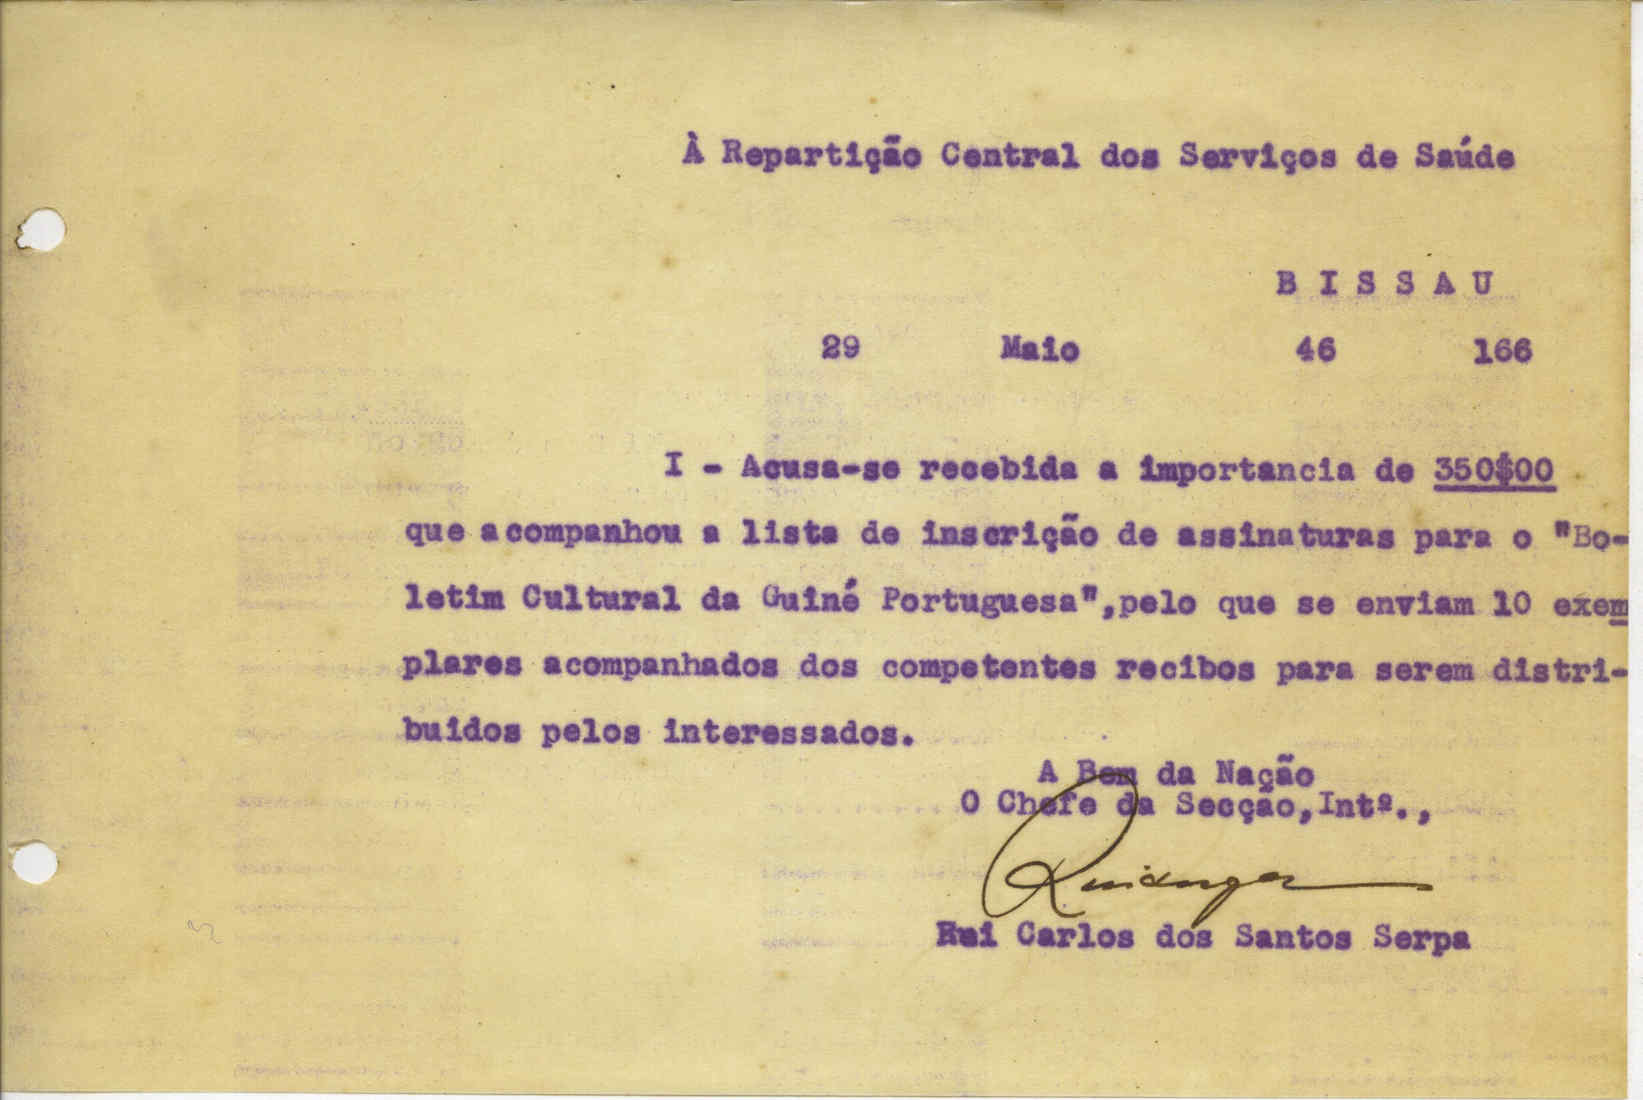 À Repartição Central dos Serviços de Saúde
B I S S A U
29 Maio 46 166
I - Acusa-se recebida a importancia de 350$00
que acompanhou a lista de inscrição de assinaturas para o "Bo-
letim Cultural da Guiné Portuguesa",pelo que se enviam 10 exem
plares acompanhados dos competentes recibos para serem distri-
buidos pelos interessados.
A Bem da Nação
O Chefe da Secção,Intº.,
Rui Carlos dos Santos Serpa